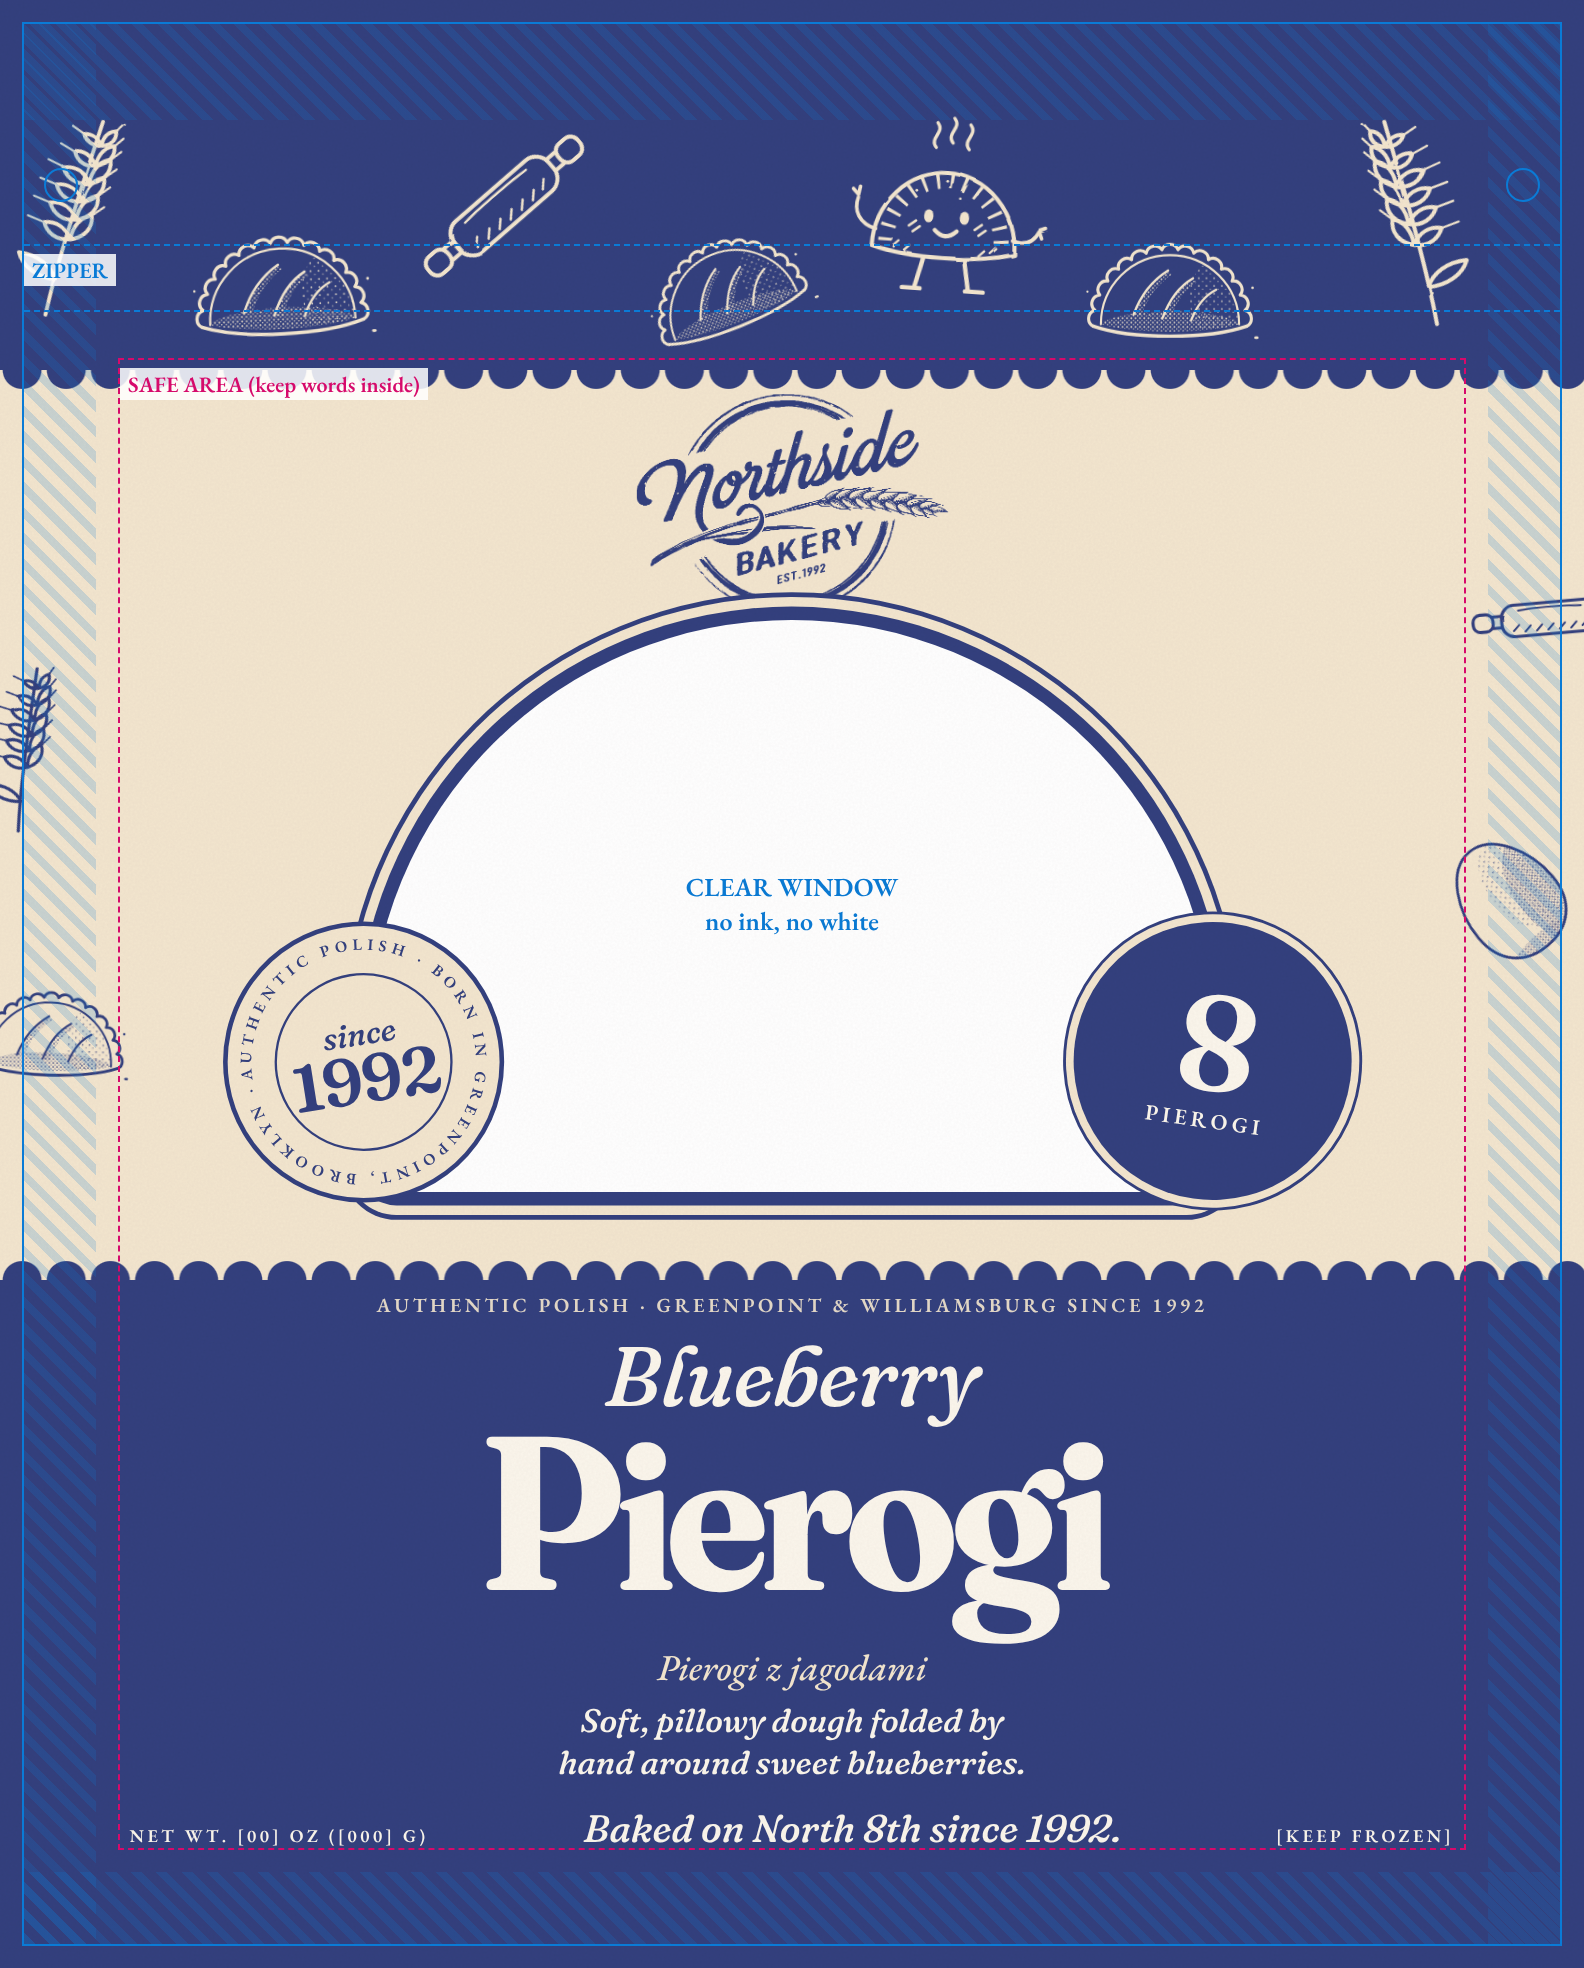 ZIPPER
SAFE AREA (keep words inside)
Northside
BAKERY
EST.1992
CLEAR WINDOW
no ink, no white
AUTHENTIC POLISH · BORN IN GREENPOINT, BROOKLYN ·
since
1992
8
PIEROGI
AUTHENTIC POLISH · GREENPOINT & WILLIAMSBURG SINCE 1992
Blueberry
Pierogi
Pierogi z jagodami
Soft, pillowy dough folded by
hand around sweet blueberries.
NET WT. [00] OZ ([000] G)
Baked on North 8th since 1992.
[KEEP FROZEN]